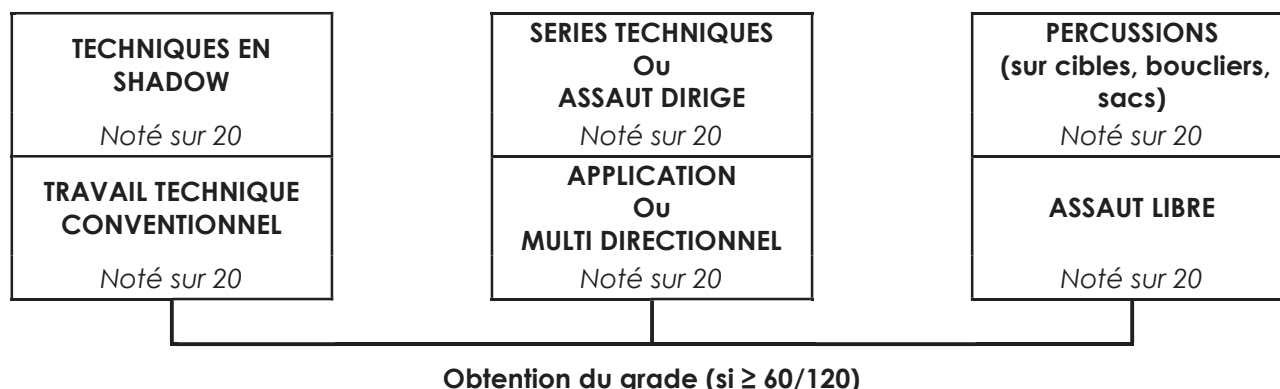 TECHNIQUES EN
SHADOW
Noté sur 20
TRAVAIL TECHNIQUE
CONVENTIONNEL
Noté sur 20
SERIES TECHNIQUES
Ou
ASSAUT DIRIGE
Noté sur 20
APPLICATION
Ou
MULTI DIRECTIONNEL
Noté sur 20
PERCUSSIONS
(sur cibles, boucliers,
sacs)
Noté sur 20
ASSAUT LIBRE
Noté sur 20
Obtention du grade (si ≥ 60/120)